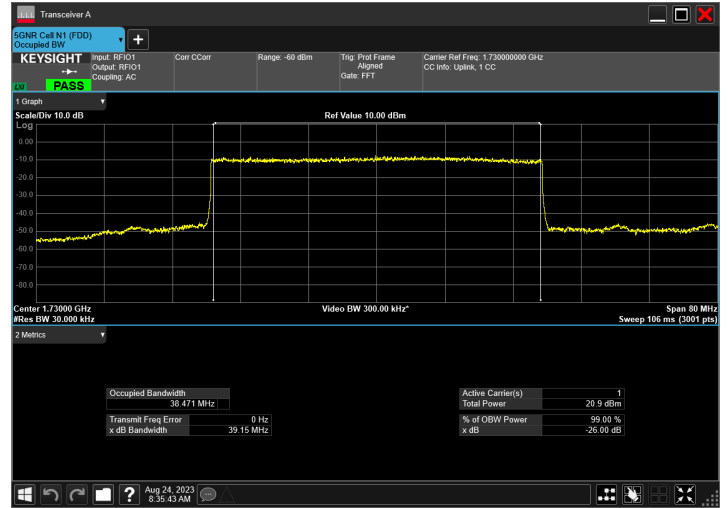 Transceiver A
5GNR Cell N1 (FDD)
Occupied BW
KEYSIGHT
LXI
PASS
Input: RFIO1
Output: RFIO1
Coupling: AC
Corr CCorr
Range: -60 dBm
Trig: Prot Frame
Aligned
Gate: FFT
Carrier Ref Freq: 1.730000000 GHz
CC Info: Uplink, 1 CC
1 Graph
Scale/Div 10.0 dB
Ref Value 10.00 dBm
Log
0.00
-10.0
-20.0
-30.0
-40.0
-50.0
-60.0
-70.0
-80.0
Center 1.73000 GHz
#Res BW 30.000 kHz
Video BW 300.00 kHz*
Span 80 MHz
Sweep 106 ms (3001 pts)
2 Metrics
Occupied Bandwidth
38.471 MHz
Transmit Freq Error 0 Hz
x dB Bandwidth 39.15 MHz
Active Carrier(s) 1
Total Power 20.9 dBm
% of OBW Power 99.00 %
x dB -26.00 dB
Aug 24, 2023
8:35:43 AM